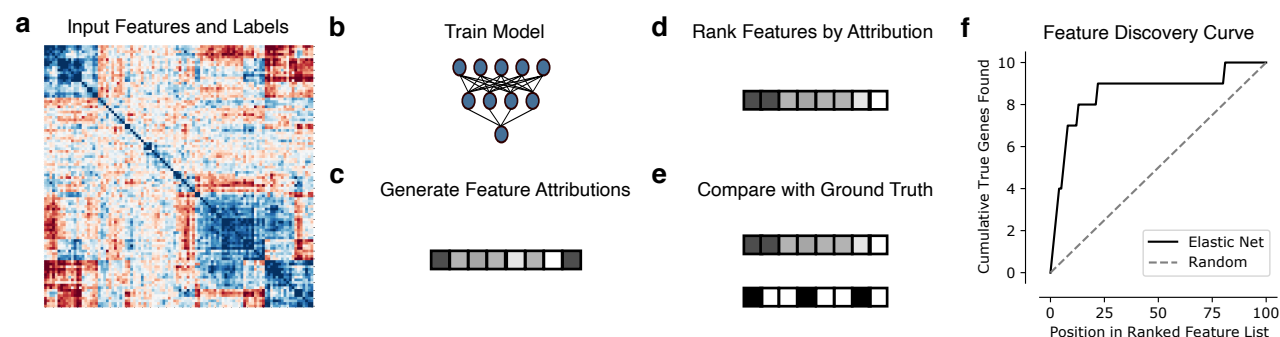 a
Input Features and Labels
b
Train Model
c
Generate Feature Attributions
d
Rank Features by Attribution
e
Compare with Ground Truth
f
Feature Discovery Curve
Cumulative True Genes Found
10
8
6
4
2
0
Elastic Net
Random
0 25 50 75 100
Position in Ranked Feature List